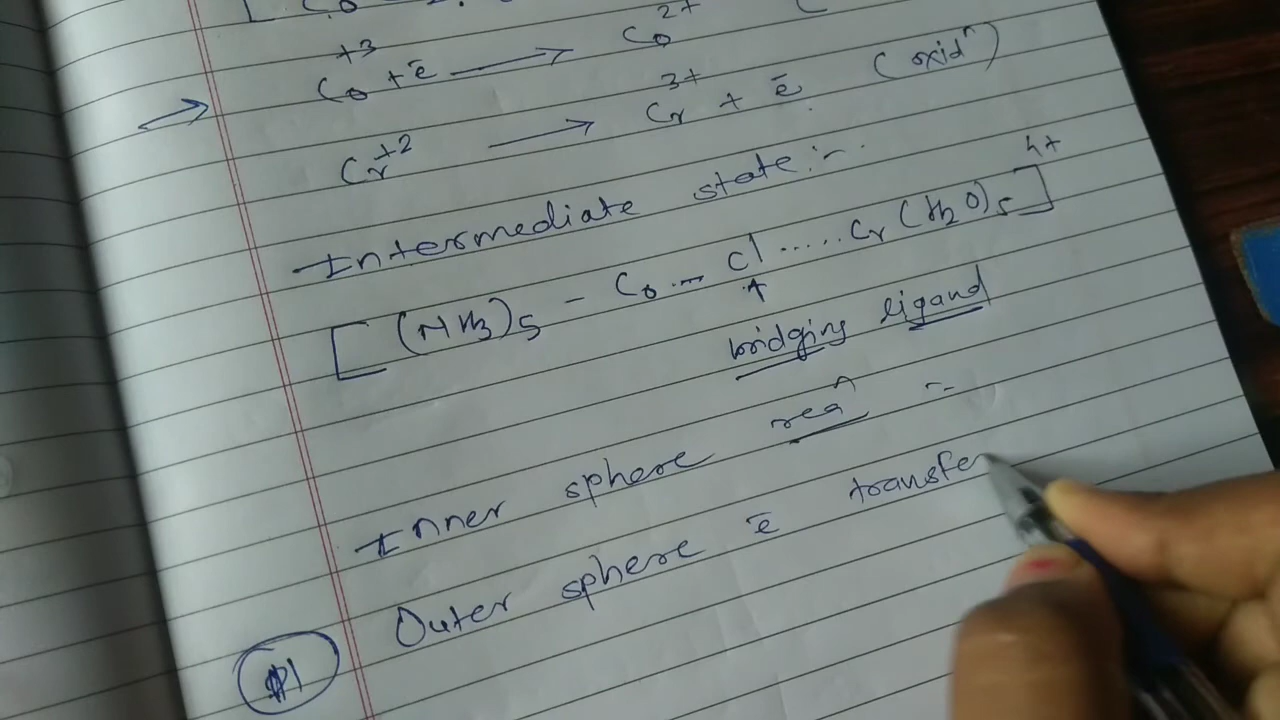 [ Co
Co⁺³ + ē ⟶ Co²⁺ (
⇒ Cr⁺² ⟶ Cr³⁺ + ē (oxidⁿ)
Intermediate state :-
[ (NH3)5 - Co --- Cl ..... Cr (H2O)5 ]⁴⁺
↑
bridging ligand
Inner sphere reaⁿ :-
Outer sphere ē transfer